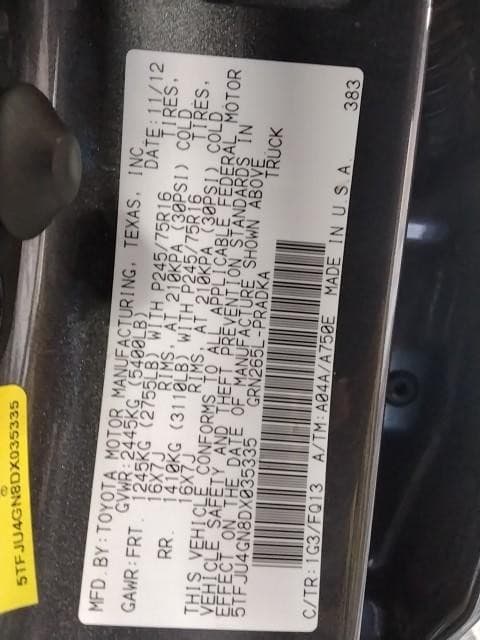 MFD. BY: TOYOTA MOTOR MANUFACTURING, TEXAS, INC.
GVWR: 2445KG (5400LB) DATE: 11/12
GAWR: FRT. 1245KG (2755LB) WITH P245/75R16 TIRES,
16X7J RIMS, AT 210KPA (30PSI) COLD
RR. 1410KG (3110LB) WITH P245/75R16 TIRES,
16X7J RIMS, AT 210KPA (30PSI) COLD
THIS VEHICLE CONFORMS TO ALL APPLICABLE FEDERAL MOTOR
VEHICLE SAFETY AND THEFT PREVENTION STANDARDS IN
EFFECT ON THE DATE OF MANUFACTURE SHOWN ABOVE.
5TFJU4GN8DX035335 GRN265L-PRADKA TRUCK
C/TR: 1G3/FQ13 A/TM: A04A/A750E MADE IN U.S.A. 383
5TFJU4GN8DX035335